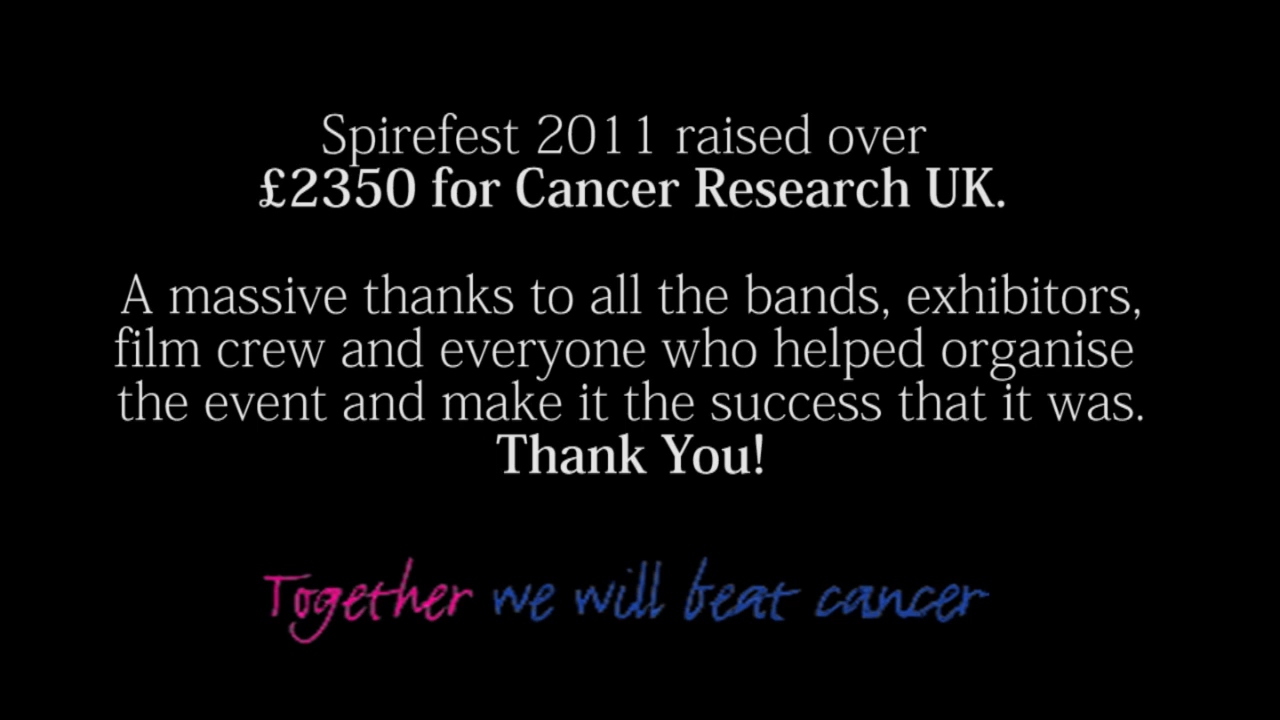 Spirefest 2011 raised over
£2350 for Cancer Research UK.
A massive thanks to all the bands, exhibitors,
film crew and everyone who helped organise
the event and make it the success that it was.
Thank You!
Together we will beat cancer